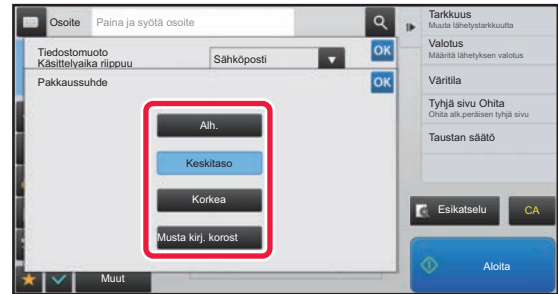 Osoite
Paina ja syötä osoite
Tiedostomuoto
Käsittelyaika riippuu
Sähköposti
OK
Pakkaussuhde
OK
Alh.
Keskitaso
Korkea
Musta kirj. korost
Muut
Tarkkuus
Muuta lähetystarkkuutta
Valotus
Määritä lähetyksen valotus
Väritila
Tyhjä sivu Ohita
Ohita alk.peräisen tyhjä sivu
Taustan säätö
Esikatselu
CA
Aloita